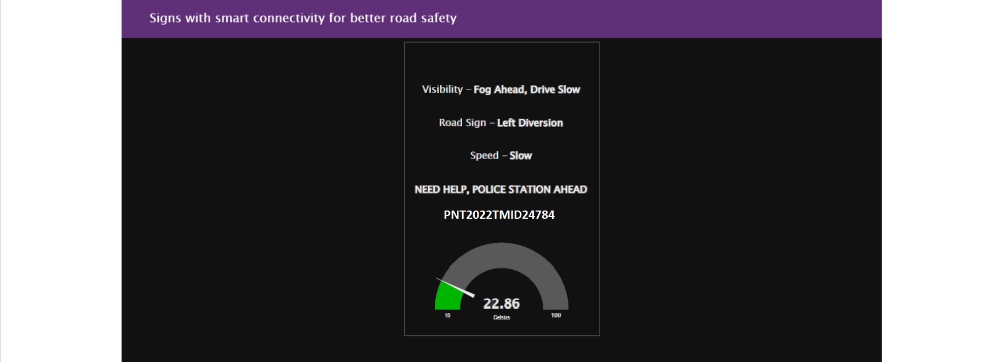 Signs with smart connectivity for better road safety
Visibility – Fog Ahead, Drive Slow
Road Sign – Left Diversion
Speed – Slow
NEED HELP, POLICE STATION AHEAD
PNT2022TMID24784
22.86
10 Celsius 100